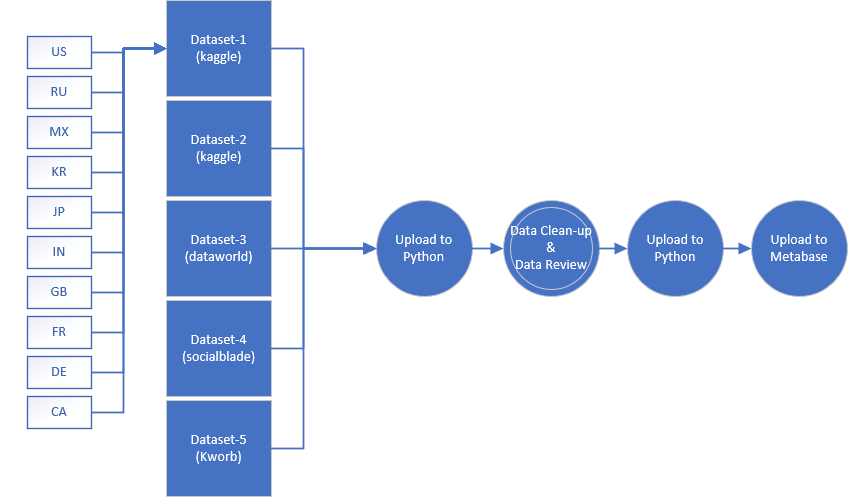 US
RU
MX
KR
JP
IN
GB
FR
DE
CA
Dataset-1
(kaggle)
Dataset-2
(kaggle)
Dataset-3
(dataworld)
Dataset-4
(socialblade)
Dataset-5
(Kworb)
Upload to
Python
Data Clean-up
&
Data Review
Upload to
Python
Upload to
Metabase